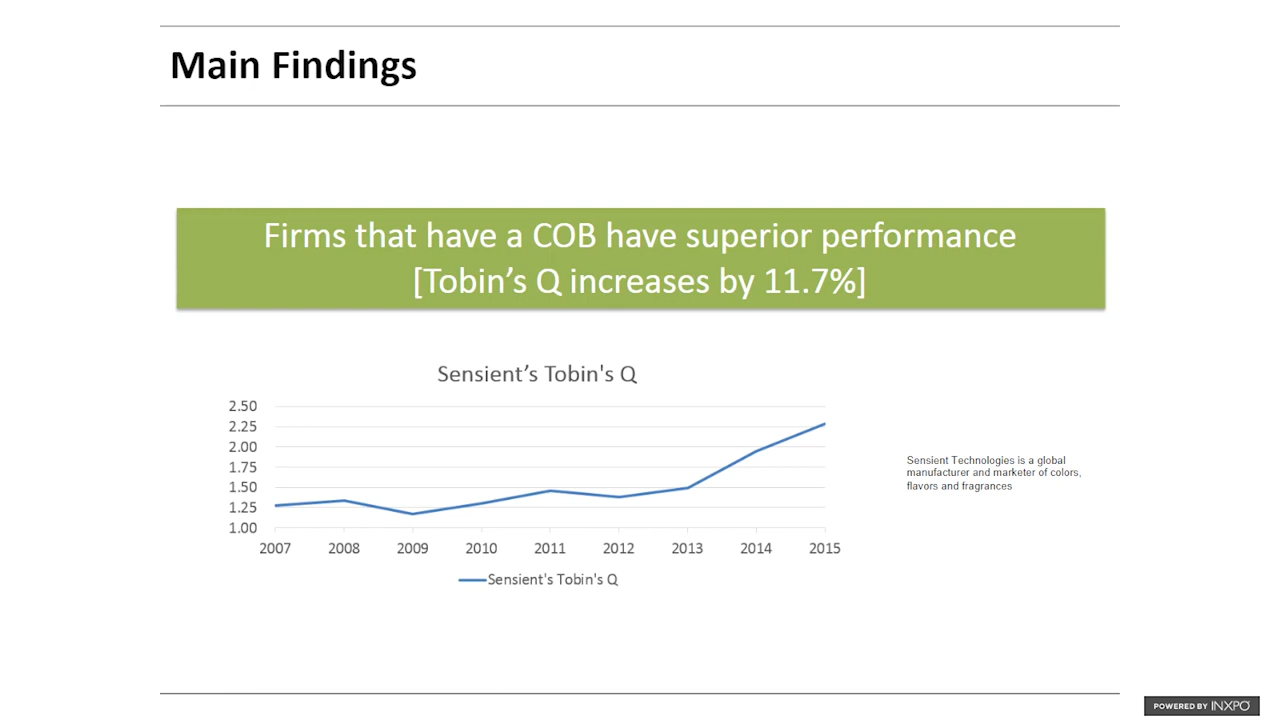 Main Findings
Firms that have a COB have superior performance
[Tobin’s Q increases by 11.7%]
Sensient’s Tobin's Q
2.50
2.25
2.00
1.75
1.50
1.25
1.00
2007 2008 2009 2010 2011 2012 2013 2014 2015
Sensient's Tobin's Q
Sensient Technologies is a global
manufacturer and marketer of colors,
flavors and fragrances
POWERED BY INXPO